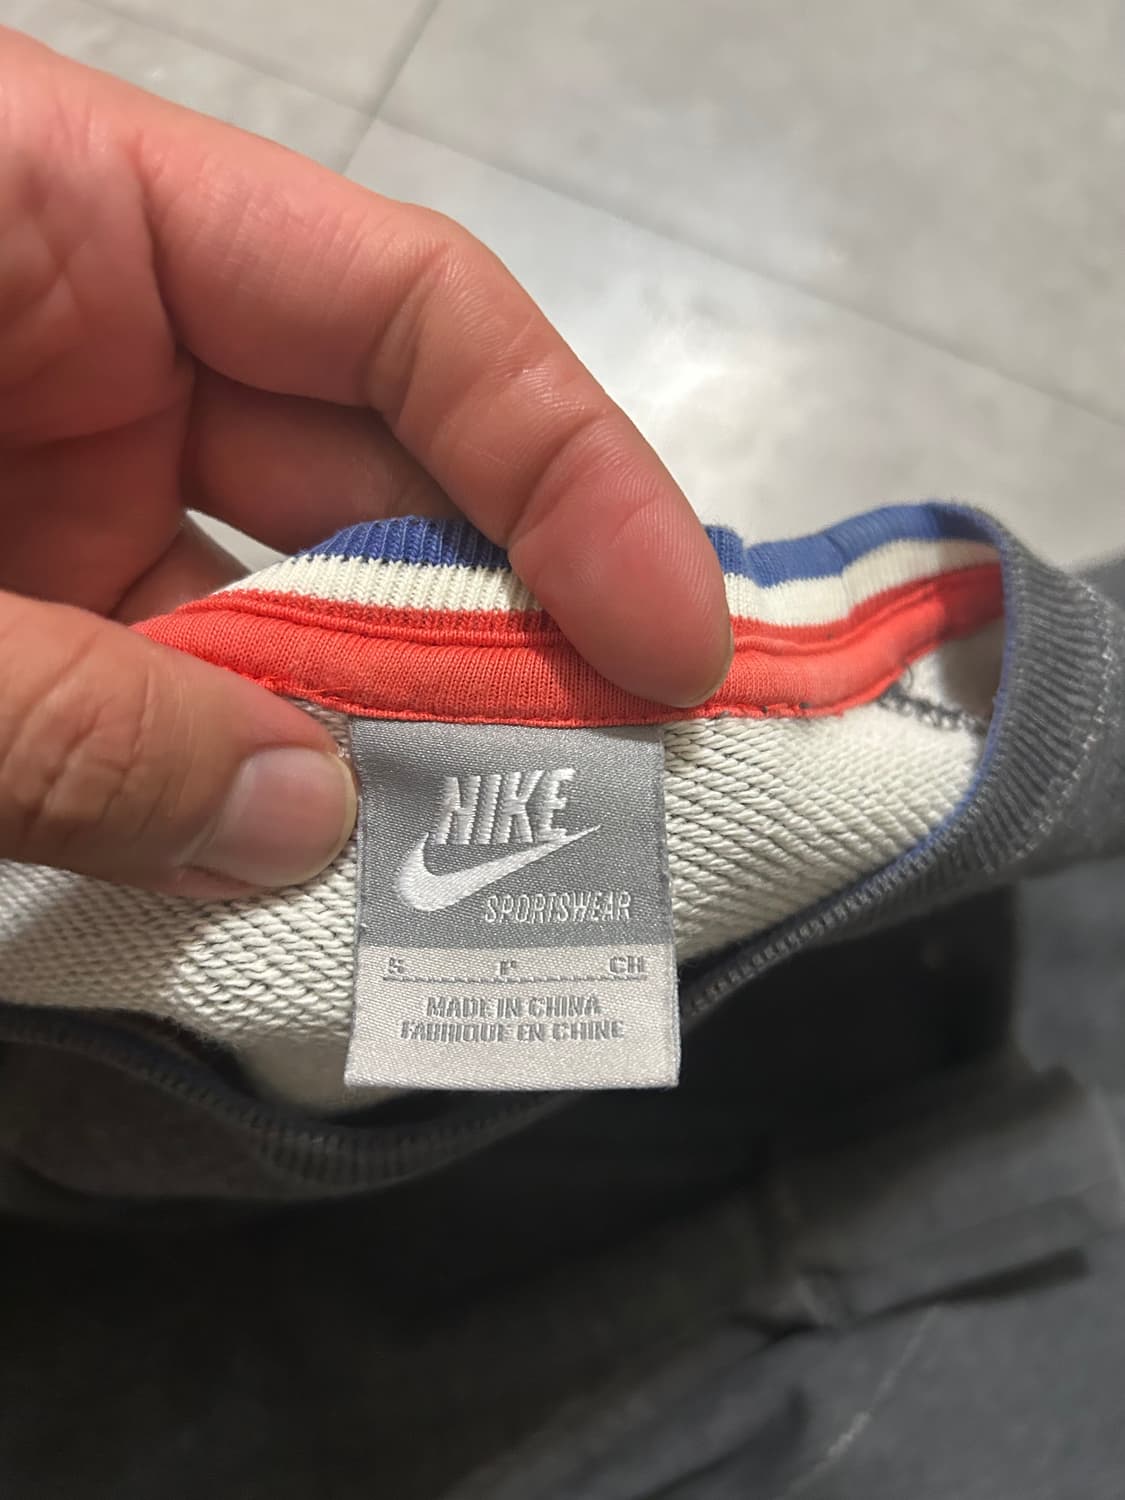 NIKE
SPORTSWEAR
S P CH
MADE IN CHINA
FABRIQUE EN CHINE